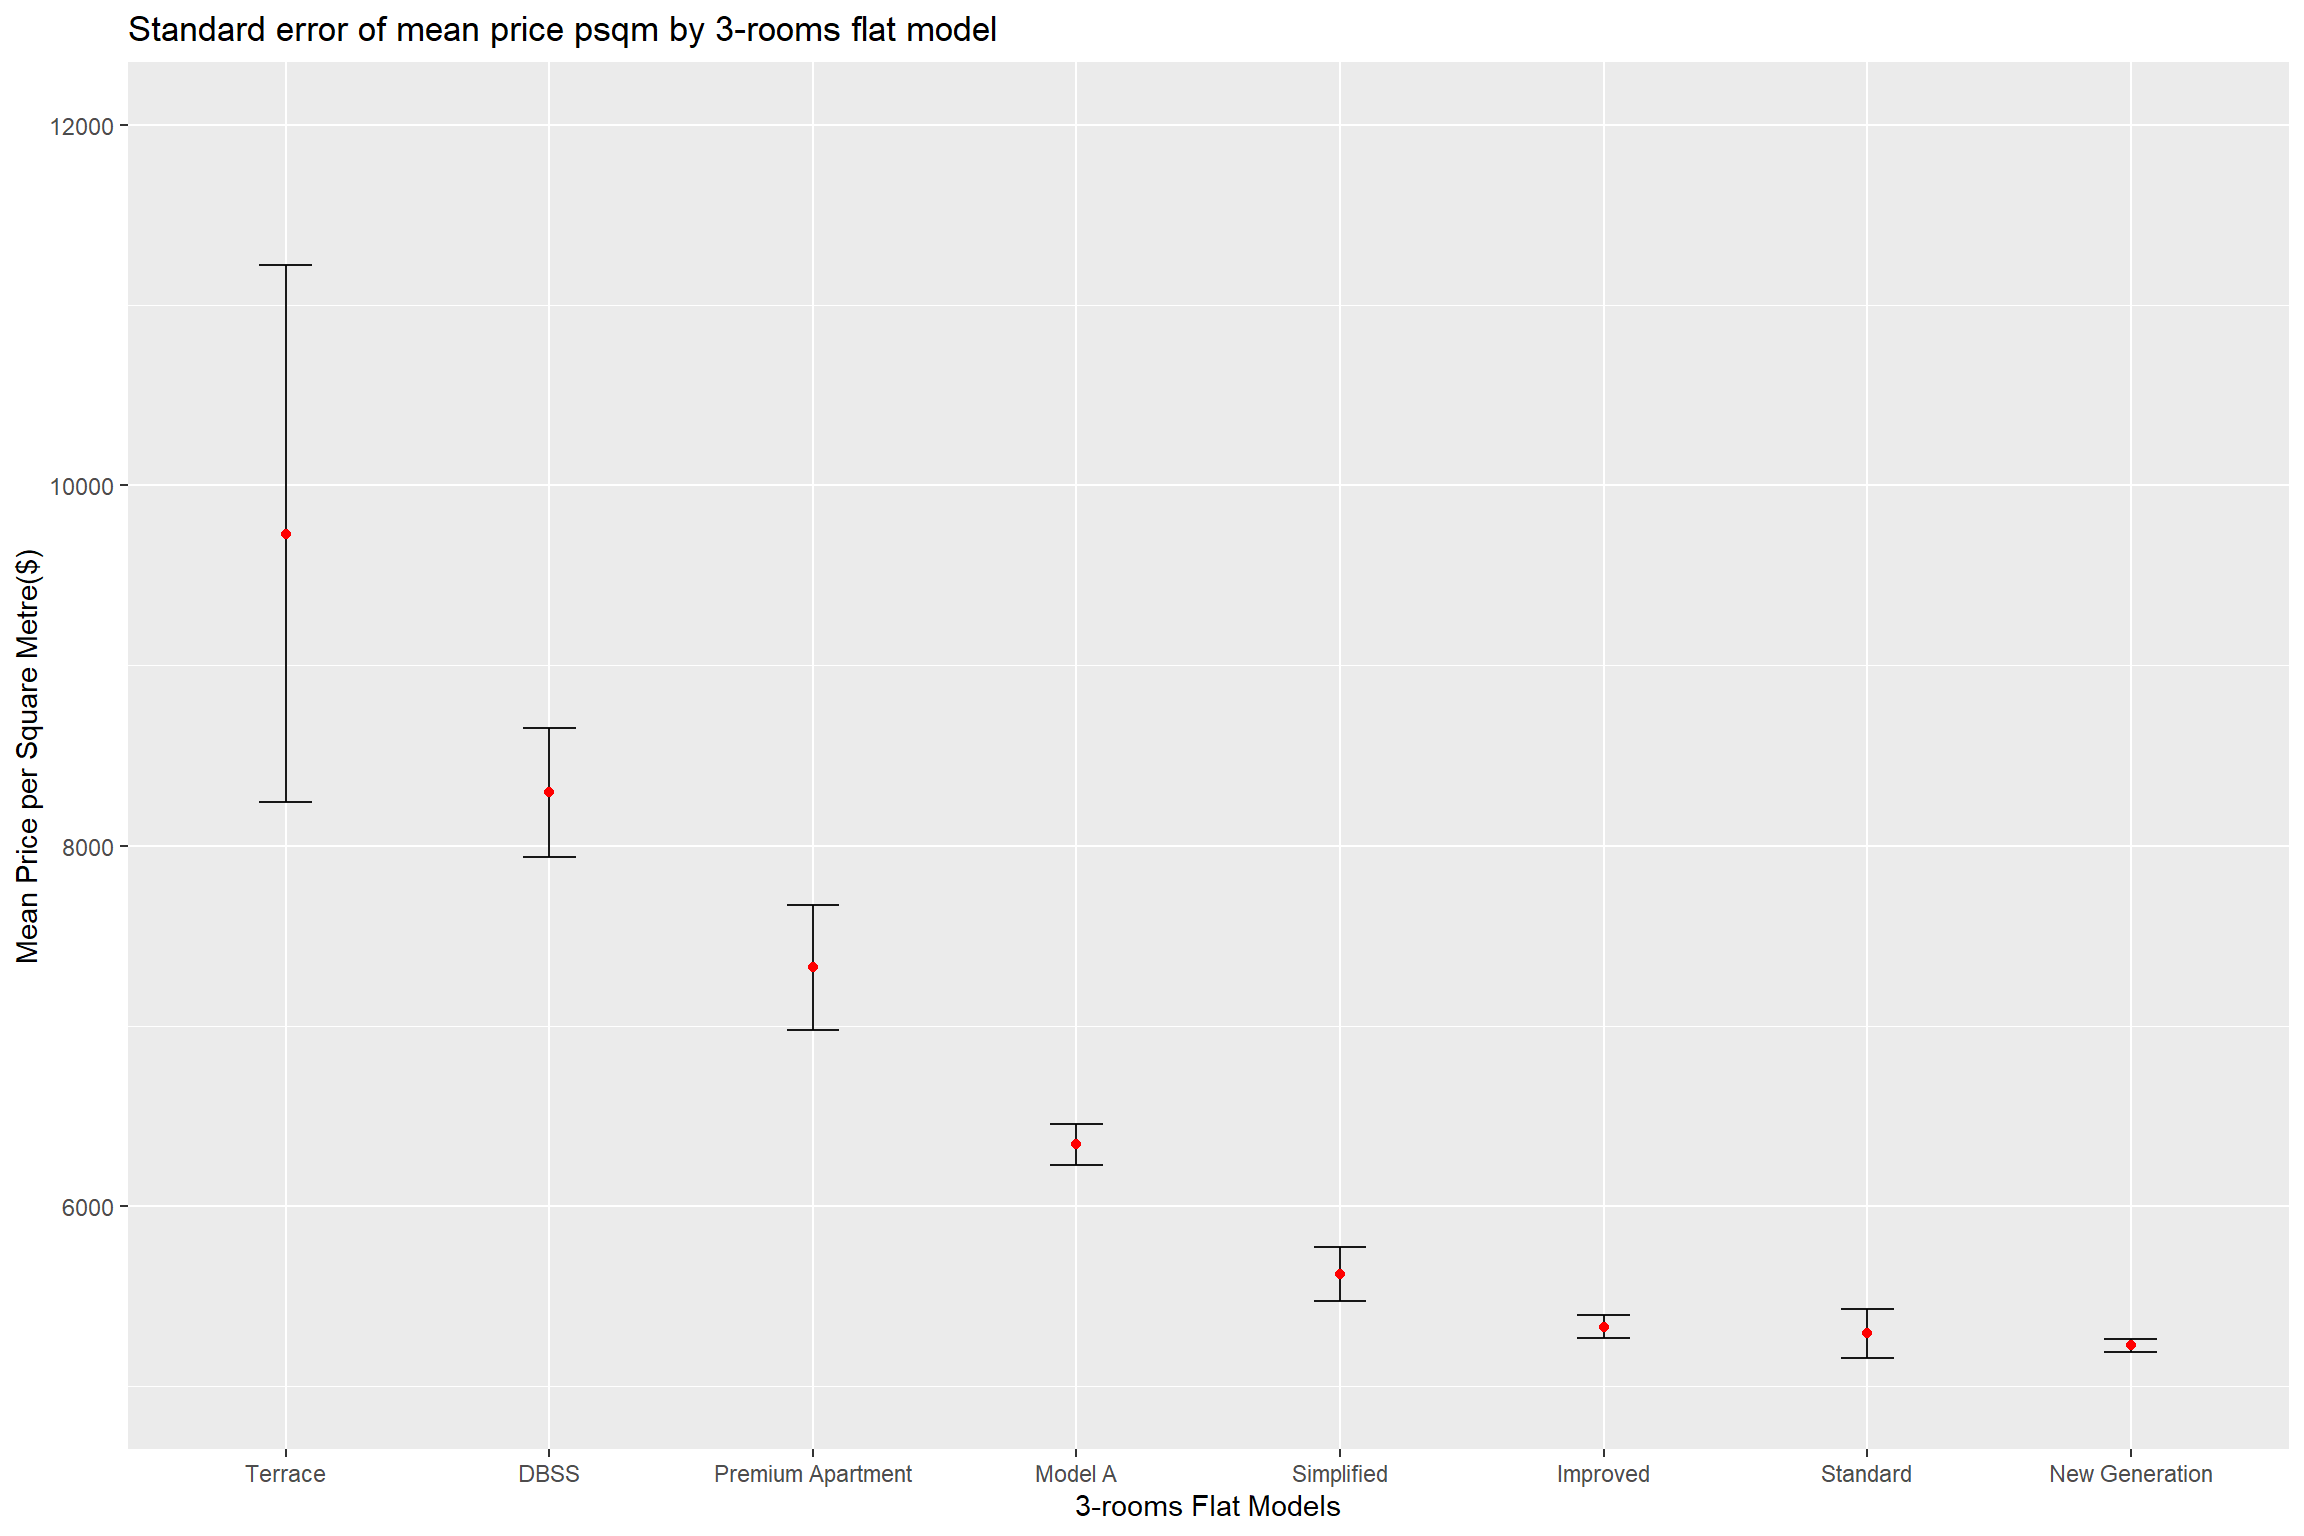 Standard error of mean price psqm by 3-rooms flat model
Mean Price per Square Metre($)
12000
10000
8000
6000
Terrace
DBSS
Premium Apartment
Model A
Simplified
Improved
Standard
New Generation
3-rooms Flat Models